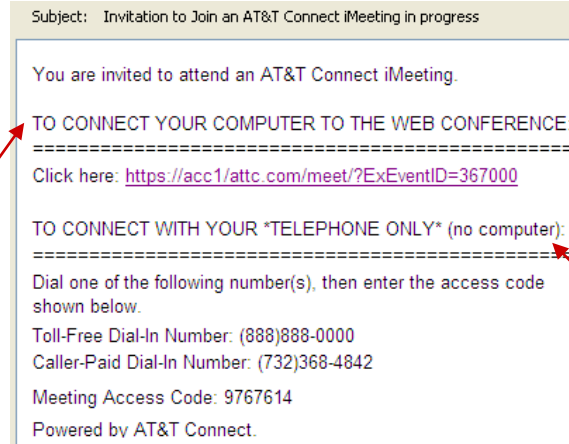 Subject: Invitation to Join an AT&T Connect iMeeting in progress
You are invited to attend an AT&T Connect iMeeting.
TO CONNECT YOUR COMPUTER TO THE WEB CONFERENCE:
================================================
Click here: https://acc1/attc.com/meet/?ExEventID=367000
TO CONNECT WITH YOUR *TELEPHONE ONLY* (no computer):
================================================
Dial one of the following number(s), then enter the access code
shown below.
Toll-Free Dial-In Number: (888)888-0000
Caller-Paid Dial-In Number: (732)368-4842
Meeting Access Code: 9767614
Powered by AT&T Connect.